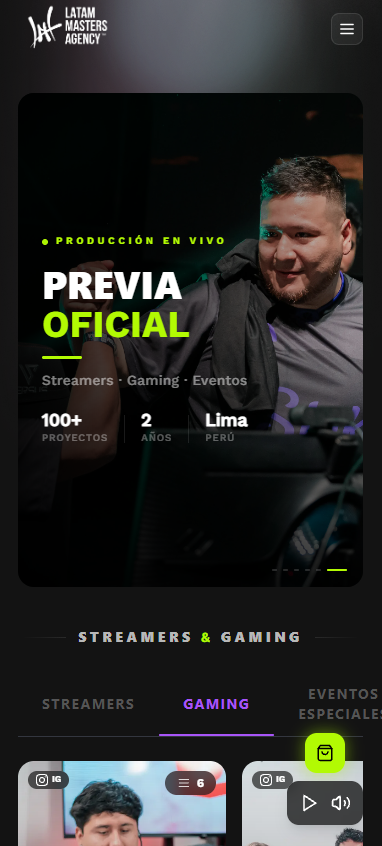 LATAM
MASTERS
AGENCY
PRODUCCIÓN EN VIVO
PREVIA
OFICIAL
Streamers · Gaming · Eventos
100+ 2 Lima
PROYECTOS AÑOS PERÚ
STREAMERS & GAMING
STREAMERS GAMING EVENTOS ESPECIALES
IG 6 IG